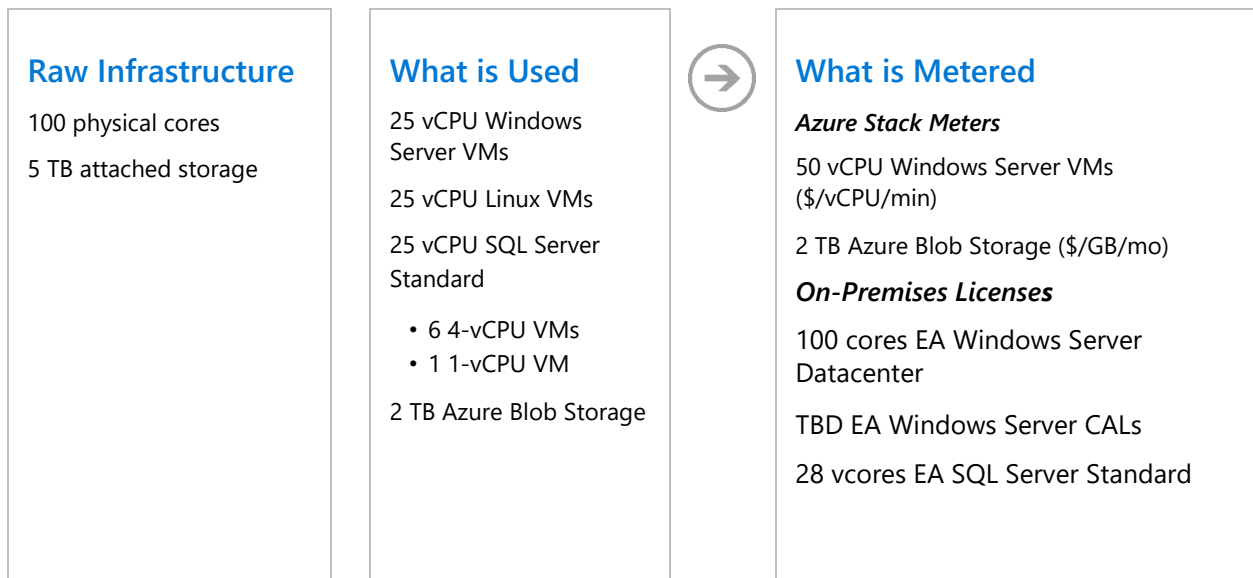 Raw Infrastructure
100 physical cores
5 TB attached storage
What is Used
25 vCPU Windows
Server VMs
25 vCPU Linux VMs
25 vCPU SQL Server
Standard
• 6 4-vCPU VMs
• 1 1-vCPU VM
2 TB Azure Blob Storage
What is Metered
Azure Stack Meters
50 vCPU Windows Server VMs
($/vCPU/min)
2 TB Azure Blob Storage ($/GB/mo)
On-Premises Licenses
100 cores EA Windows Server
Datacenter
TBD EA Windows Server CALs
28 vcores EA SQL Server Standard